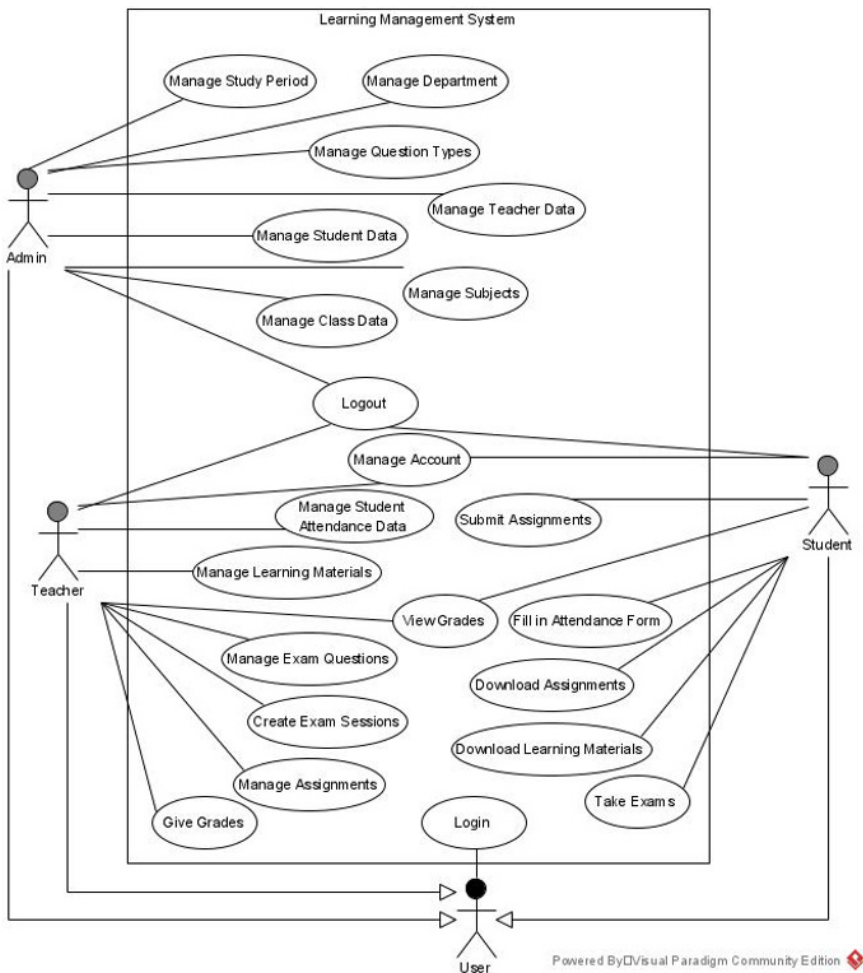 Learning Management System
Manage Study Period
Manage Department
Manage Question Types
Manage Teacher Data
Manage Student Data
Admin
Manage Subjects
Manage Class Data
Logout
Manage Account
Manage Student
Attendance Data
Submit Assignments
Student
Manage Learning Materials
Teacher
View Grades
Fill in Attendance Form
Manage Exam Questions
Download Assignments
Create Exam Sessions
Download Learning Materials
Manage Assignments
Take Exams
Give Grades
Login
User
Powered By□Visual Paradigm Community Edition